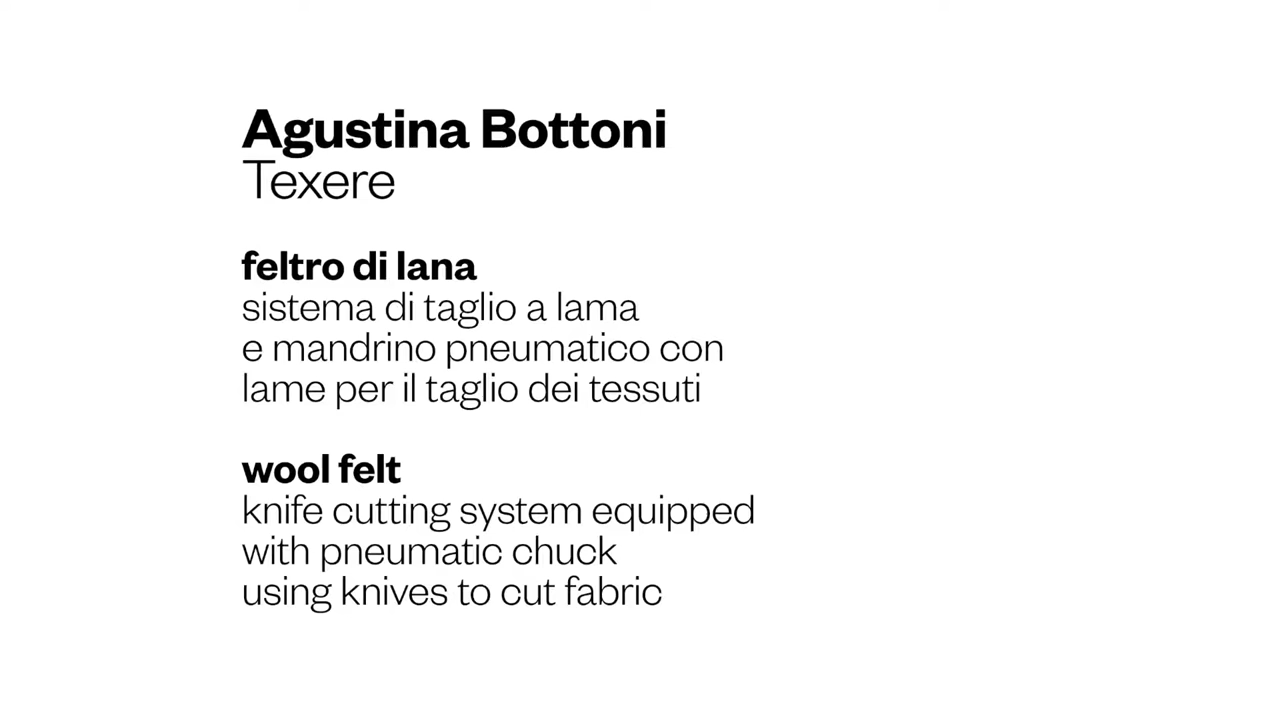 Agustina Bottoni
Texere
feltro di lana
sistema di taglio a lama
e mandrino pneumatico con
lame per il taglio dei tessuti
wool felt
knife cutting system equipped
with pneumatic chuck
using knives to cut fabric